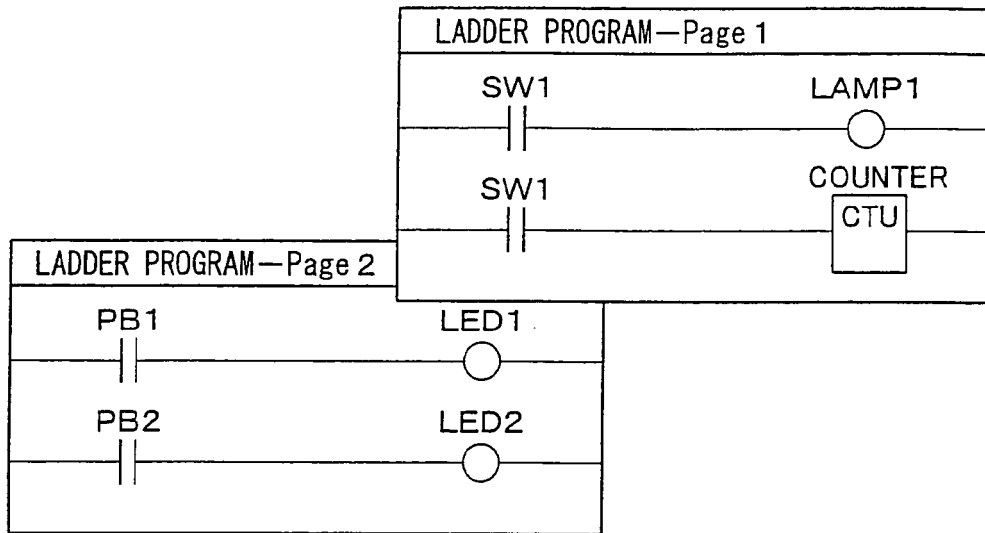 LADDER PROGRAM—Page 1
SW1 LAMP1
SW1 COUNTER
CTU
LADDER PROGRAM—Page 2
PB1 LED1
PB2 LED2